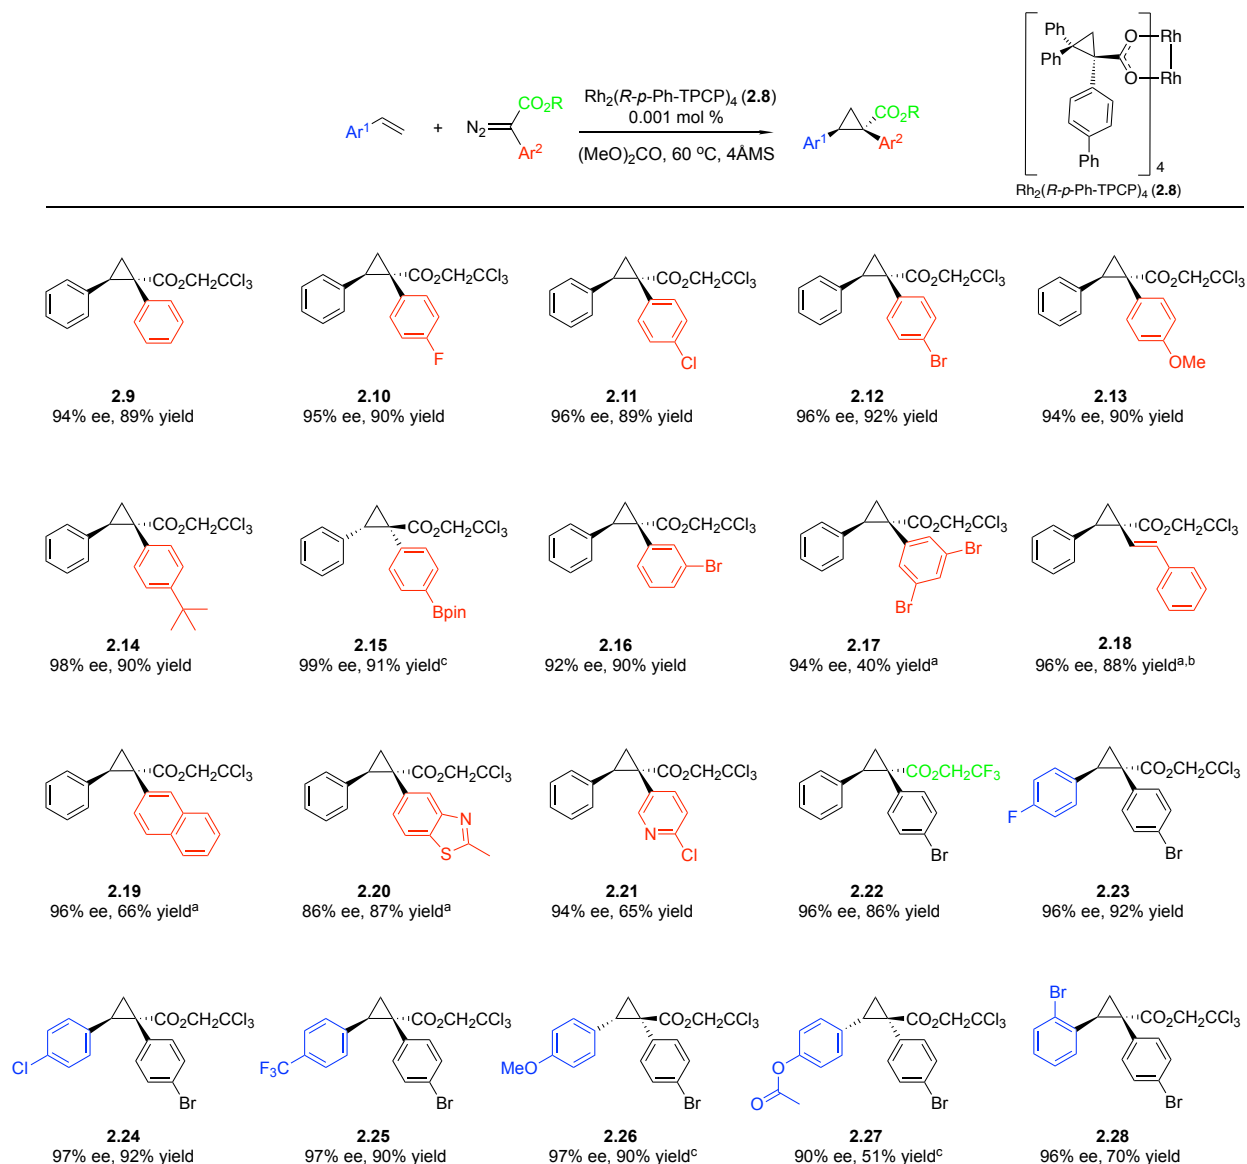 Ar1
+
N2
CO2R
Ar2
Rh2(R-p-Ph-TPCP)4 (2.8)
0.001 mol %
(MeO)2CO, 60 oC, 4ÅMS
Ar1
CO2R
Ar2
Ph
Ph
O
O
Rh
Rh
Ph
4
Rh2(R-p-Ph-TPCP)4 (2.8)
CO2CH2CCl3
2.9
94% ee, 89% yield
CO2CH2CCl3
F
2.10
95% ee, 90% yield
CO2CH2CCl3
Cl
2.11
96% ee, 89% yield
CO2CH2CCl3
Br
2.12
96% ee, 92% yield
CO2CH2CCl3
OMe
2.13
94% ee, 90% yield
CO2CH2CCl3
2.14
98% ee, 90% yield
CO2CH2CCl3
Bpin
2.15
99% ee, 91% yieldc
CO2CH2CCl3
Br
2.16
92% ee, 90% yield
CO2CH2CCl3
Br
Br
2.17
94% ee, 40% yielda
CO2CH2CCl3
2.18
96% ee, 88% yielda,b
CO2CH2CCl3
2.19
96% ee, 66% yielda
CO2CH2CCl3
N
S
2.20
86% ee, 87% yielda
CO2CH2CCl3
N
Cl
2.21
94% ee, 65% yield
CO2CH2CF3
Br
2.22
96% ee, 86% yield
CO2CH2CCl3
F
Br
2.23
96% ee, 92% yield
CO2CH2CCl3
Cl
Br
2.24
97% ee, 92% yield
CO2CH2CCl3
F3C
Br
2.25
97% ee, 90% yield
CO2CH2CCl3
MeO
Br
2.26
97% ee, 90% yieldc
CO2CH2CCl3
O
O
Br
2.27
90% ee, 51% yieldc
Br
CO2CH2CCl3
Br
2.28
96% ee, 70% yield